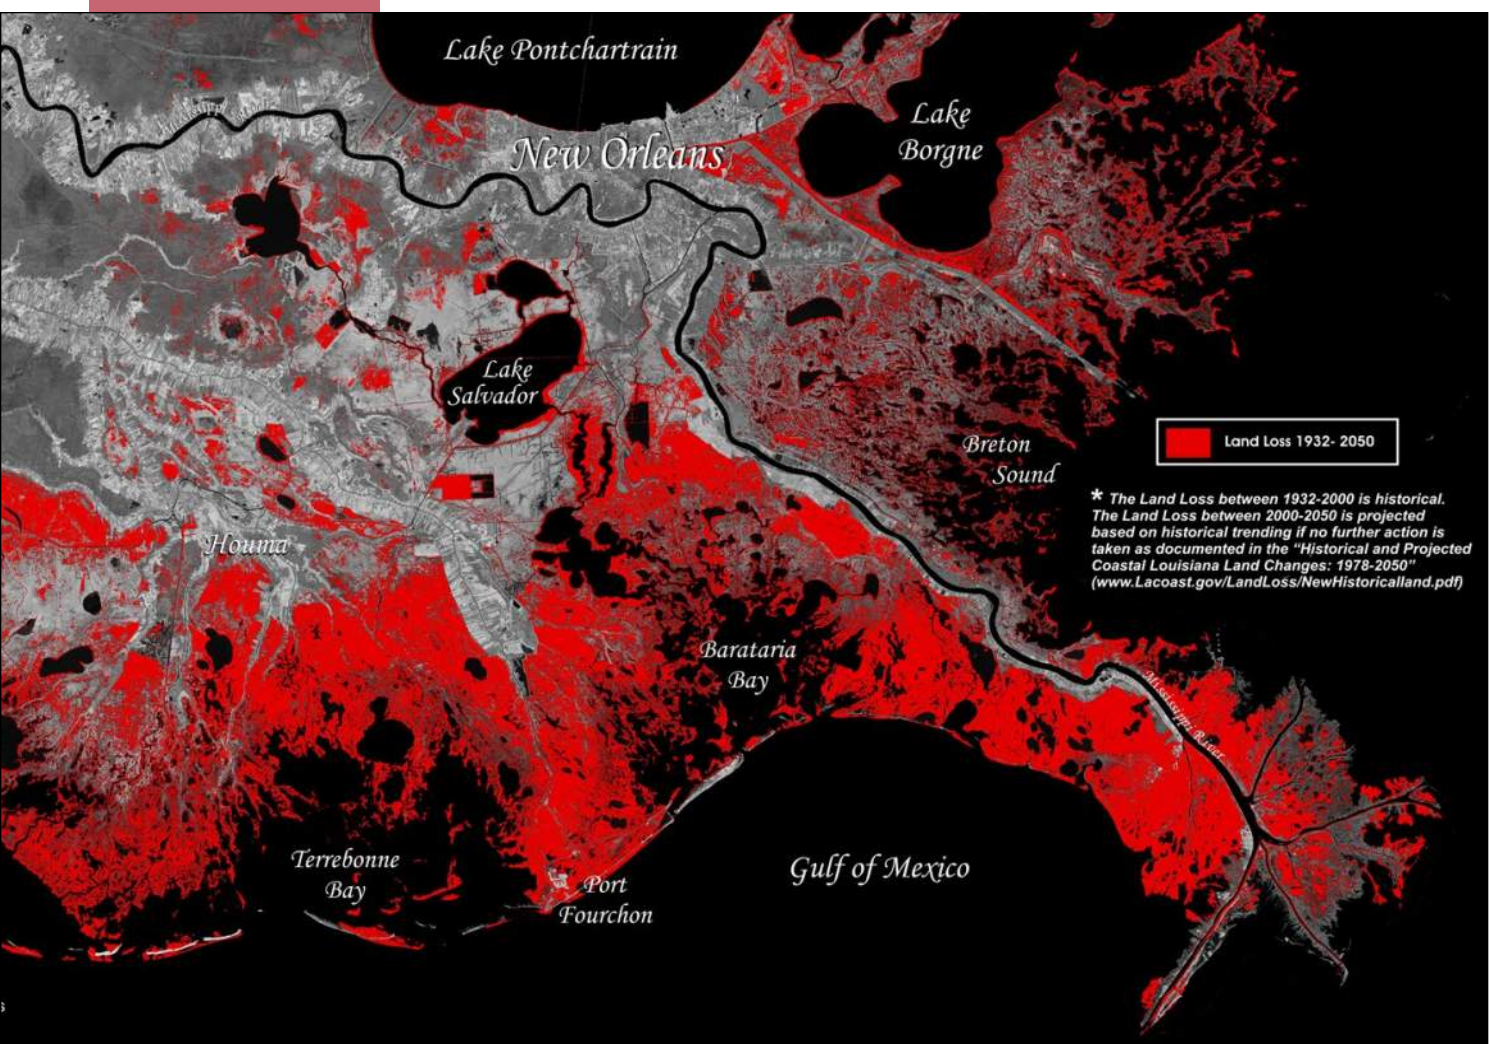 Lake Pontchartrain
Mississippi River
Lake
Borgne
New Orleans
Lake
Salvador
Breton
Sound
Land Loss 1932- 2050
* The Land Loss between 1932-2000 is historical.
The Land Loss between 2000-2050 is projected
based on historical trending if no further action is
taken as documented in the "Historical and Projected
Coastal Louisiana Land Changes: 1978-2050"
(www.Lacoast.gov/LandLoss/NewHistoricalland.pdf)
Houma
Barataria
Bay
Mississippi River
Terrebonne
Bay
Port
Fourchon
Gulf of Mexico
s